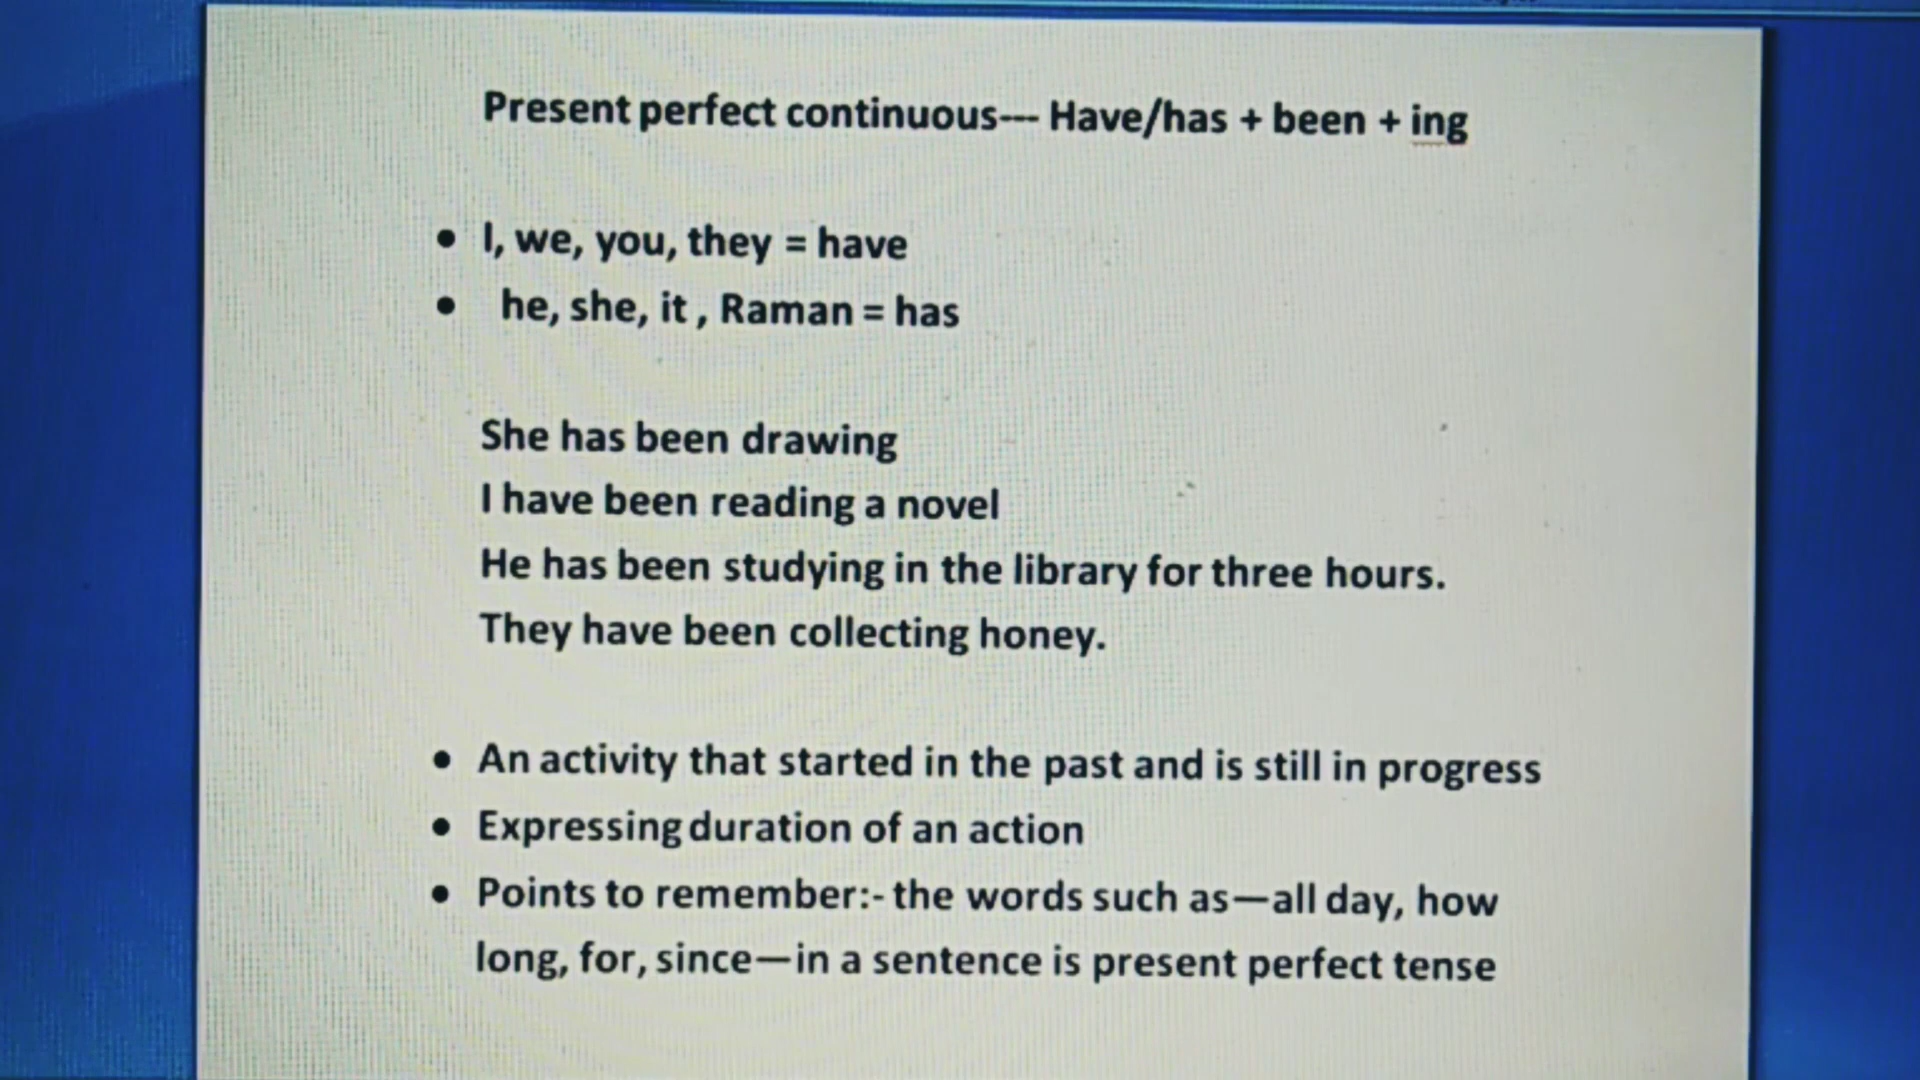 Present perfect continuous--- Have/has + been + ing
• I, we, you, they = have
• he, she, it , Raman = has
She has been drawing
I have been reading a novel
He has been studying in the library for three hours.
They have been collecting honey.
• An activity that started in the past and is still in progress
• Expressing duration of an action
• Points to remember:- the words such as—all day, how
long, for, since—in a sentence is present perfect tense